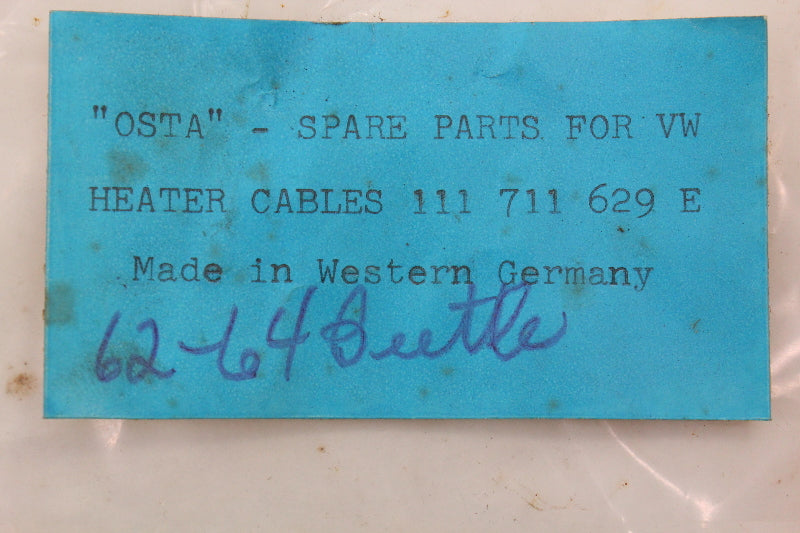 "OSTA" - SPARE PARTS FOR VW
HEATER CABLES 111 711 629 E
Made in Western Germany
62-64 Beetle